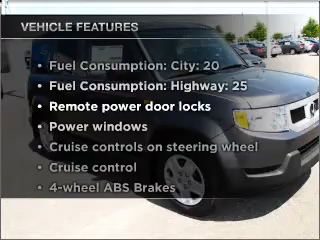 VEHICLE FEATURES
• Fuel Consumption: City: 20
• Fuel Consumption: Highway: 25
• Remote power door locks
• Power windows
• Cruise controls on steering wheel
• Cruise control
• 4-wheel ABS Brakes